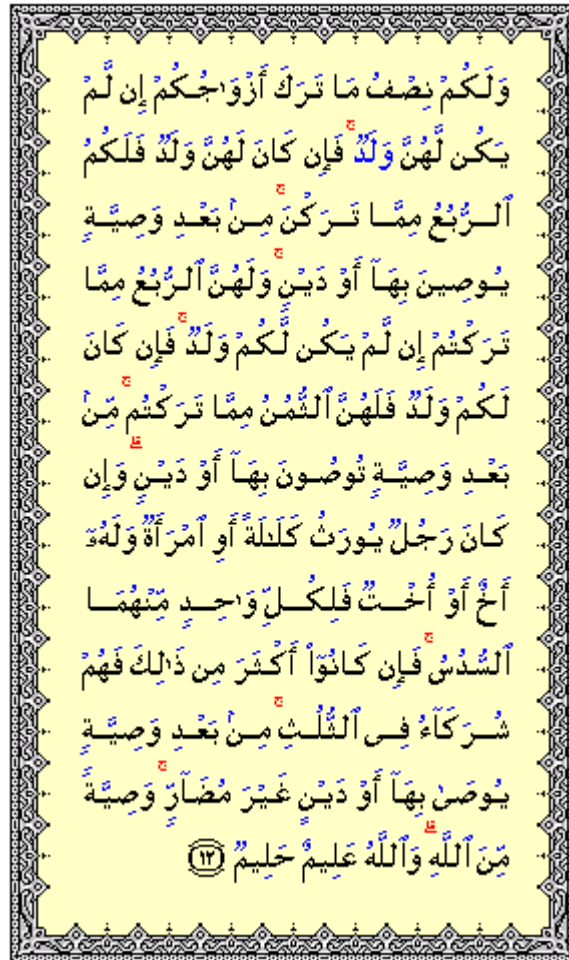 وَلَكُمْ نِصْفُ مَا تَرَكَ أَزْوَٰجُكُمْ إِن لَّمْ
يَكُن لَّهُنَّ وَلَدٌ ۚ فَإِن كَانَ لَهُنَّ وَلَدٌ فَلَكُمُ
ٱلرُّبُعُ مِمَّا تَرَكْنَ ۚ مِنۢ بَعْدِ وَصِيَّةٍ
يُوصِينَ بِهَآ أَوْ دَيْنٍ ۚ وَلَهُنَّ ٱلرُّبُعُ مِمَّا
تَرَكْتُمْ إِن لَّمْ يَكُن لَّكُمْ وَلَدٌ ۚ فَإِن كَانَ
لَكُمْ وَلَدٌ فَلَهُنَّ ٱلثُّمُنُ مِمَّا تَرَكْتُم ۚ مِّنۢ
بَعْدِ وَصِيَّةٍ تُوصُونَ بِهَآ أَوْ دَيْنٍ ۗ وَإِن
كَانَ رَجُلٌ يُورَثُ كَلَٰلَةً أَوِ ٱمْرَأَةٌ وَلَهُۥٓ
أَخٌ أَوْ أُخْتٌ فَلِكُلِّ وَٰحِدٍ مِّنْهُمَا
ٱلسُّدُسُ ۚ فَإِن كَانُوٓا۟ أَكْثَرَ مِن ذَٰلِكَ فَهُمْ
شُرَكَآءُ فِى ٱلثُّلُثِ ۚ مِنۢ بَعْدِ وَصِيَّةٍ
يُوصَىٰ بِهَآ أَوْ دَيْنٍ غَيْرَ مُضَآرٍّ ۚ وَصِيَّةً
مِّنَ ٱللَّهِ ۗ وَٱللَّهُ عَلِيمٌ حَلِيمٌ ١٢